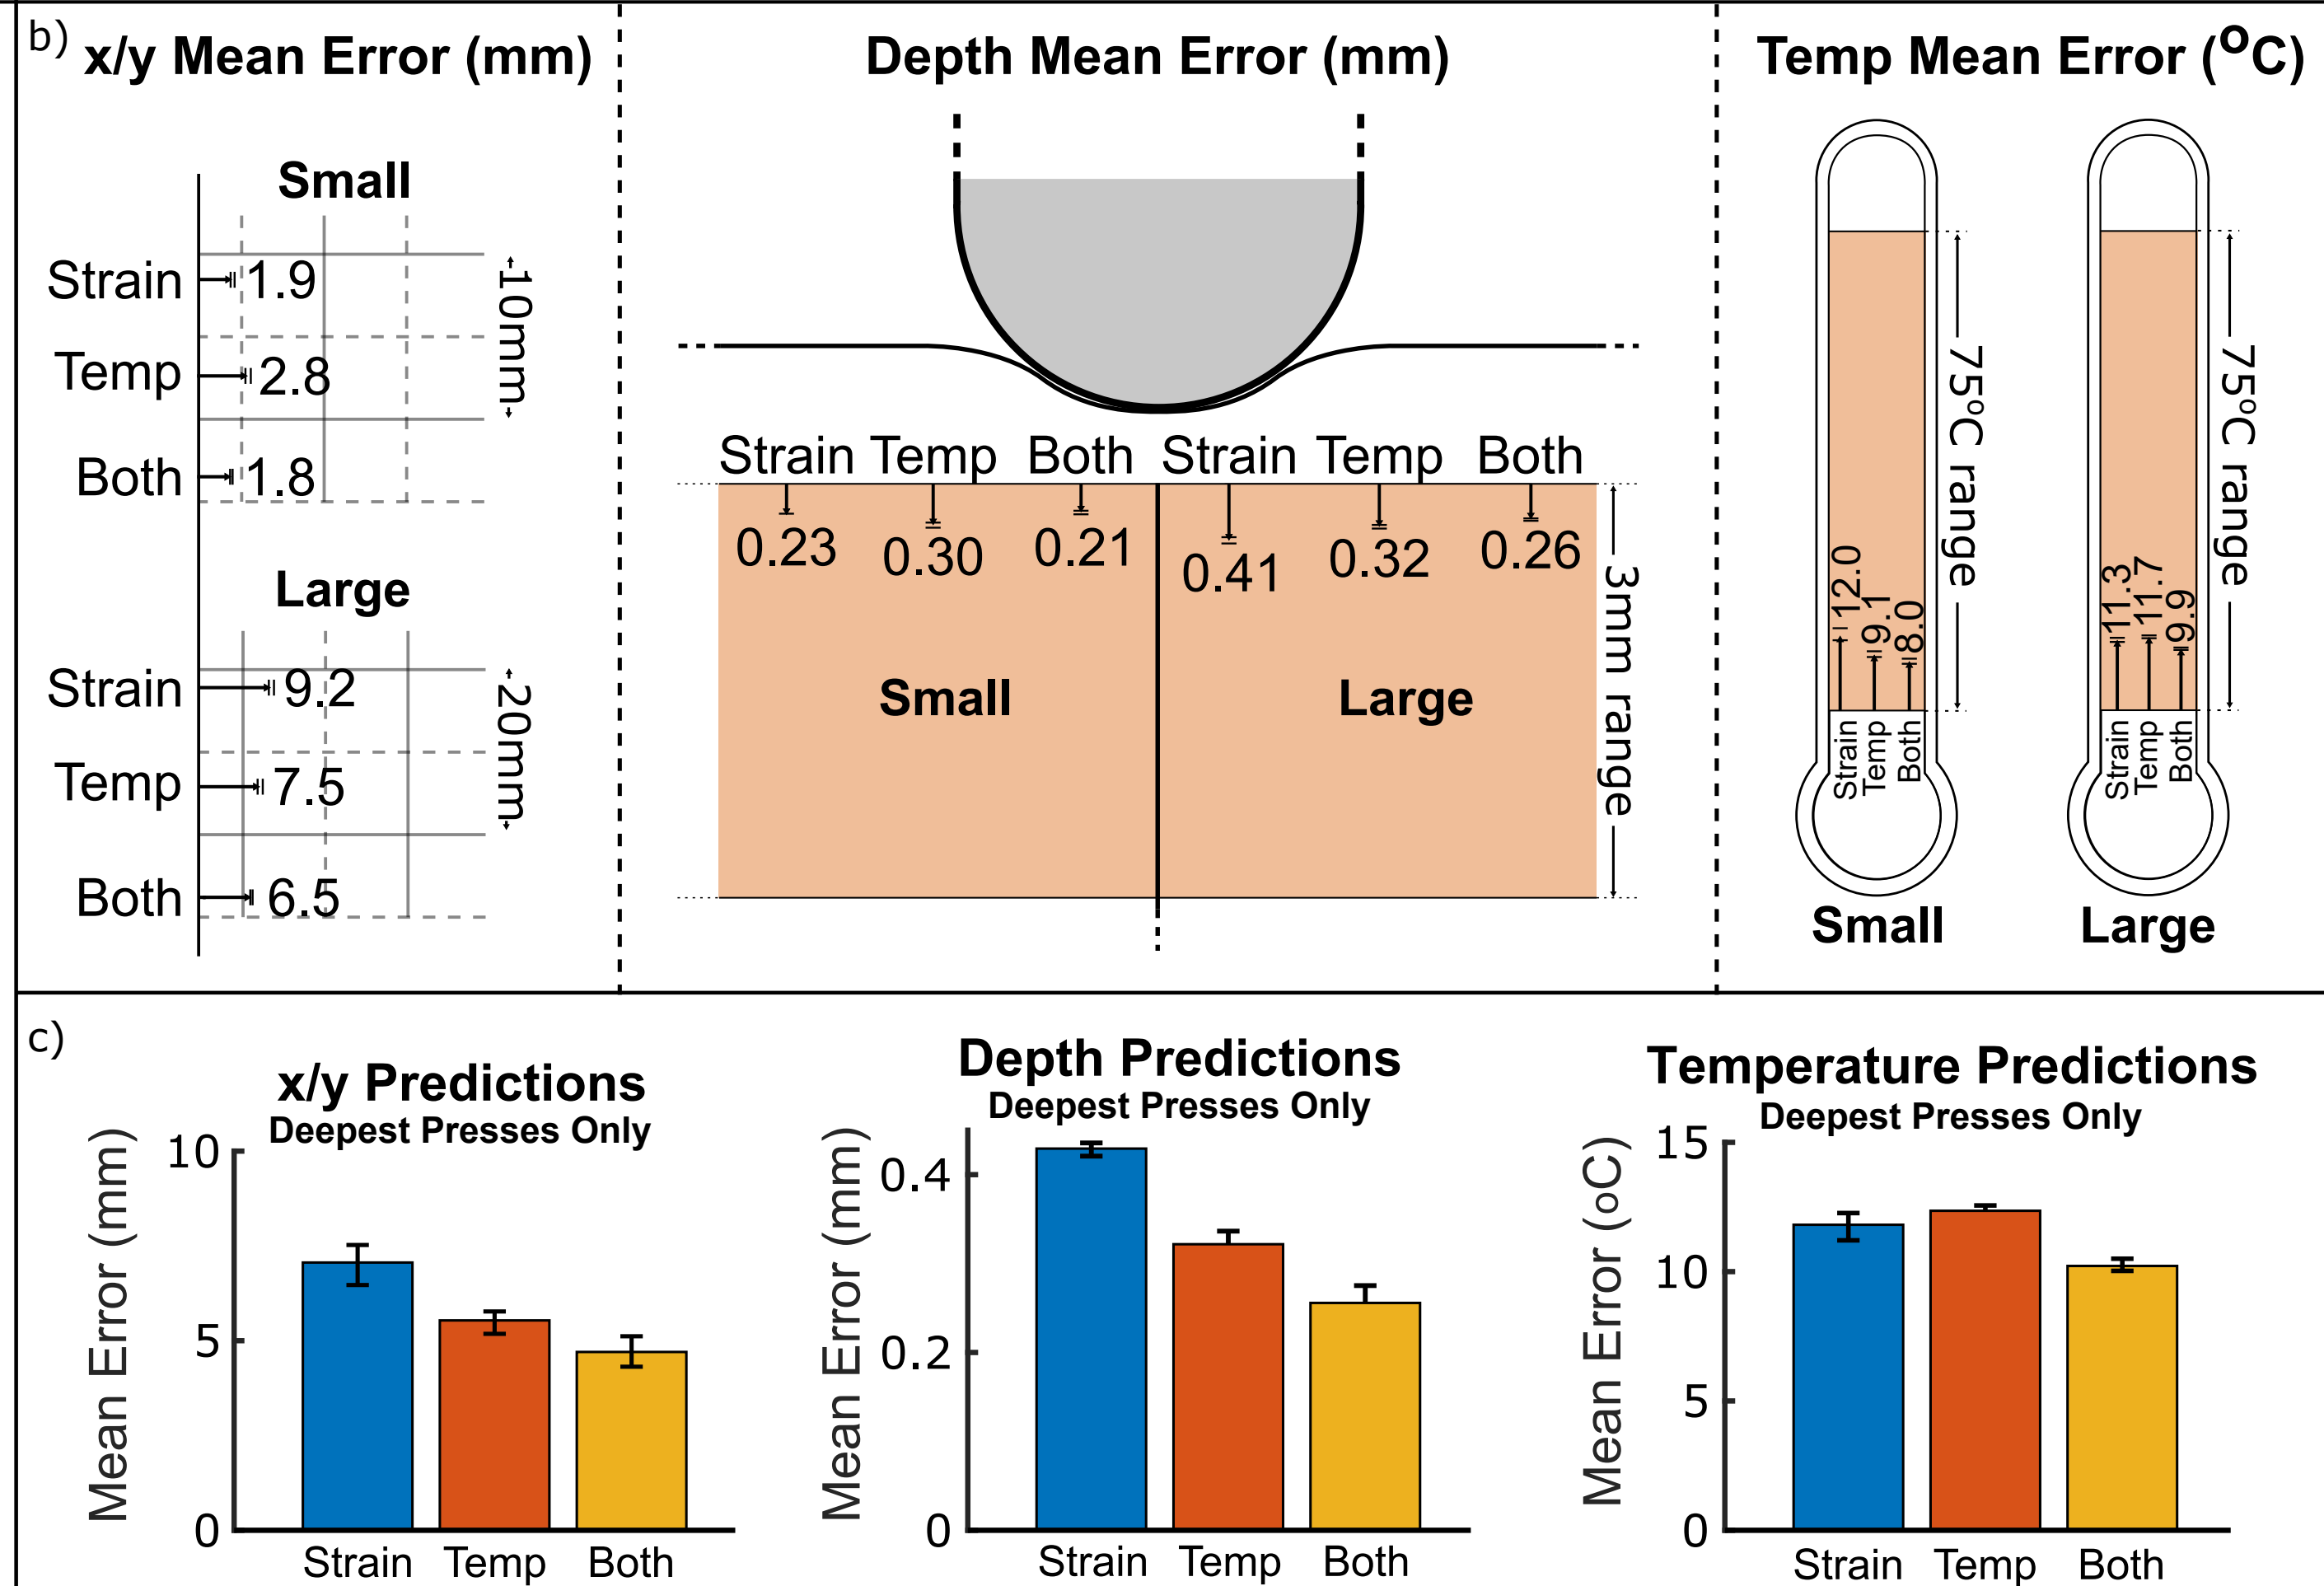 b)
x/y Mean Error (mm)
Small
Strain 1.9
Temp 2.8
Both 1.8
10mm
Large
Strain 9.2
Temp 7.5
Both 6.5
20mm
Depth Mean Error (mm)
Strain Temp Both Strain Temp Both
0.23 0.30 0.21 0.41 0.32 0.26
Small Large
3mm range
Temp Mean Error (ºC)
12.0 9.1 8.0
Strain Temp Both
75ºC range
Small
11.3 11.7 9.9
Strain Temp Both
75ºC range
Large
c)
x/y Predictions
Deepest Presses Only
Mean Error (mm)
10
5
0
Strain Temp Both
Depth Predictions
Deepest Presses Only
Mean Error (mm)
0.4
0.2
0
Strain Temp Both
Temperature Predictions
Deepest Presses Only
Mean Error (oC)
15
10
5
0
Strain Temp Both